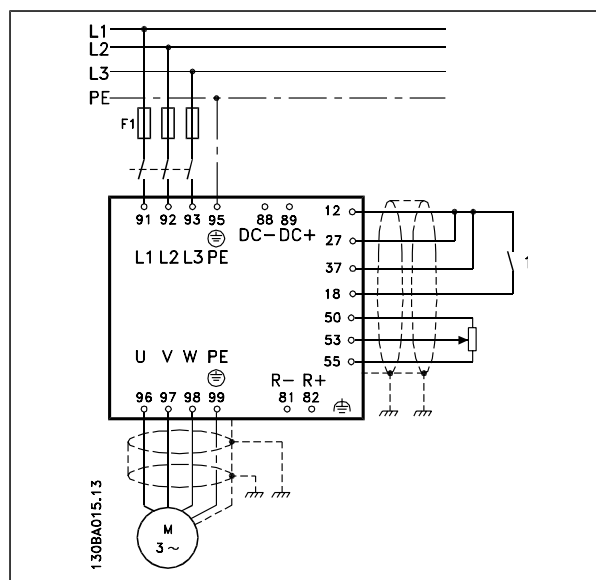 L1
L2
L3
PE
F1
91 92 93 95 88 89 12
DC- DC+
27
L1 L2 L3 PE
37
18
1
50
U V W PE
53
55
R- R+
96 97 98 99 81 82
M
3 ~
130BA015.13